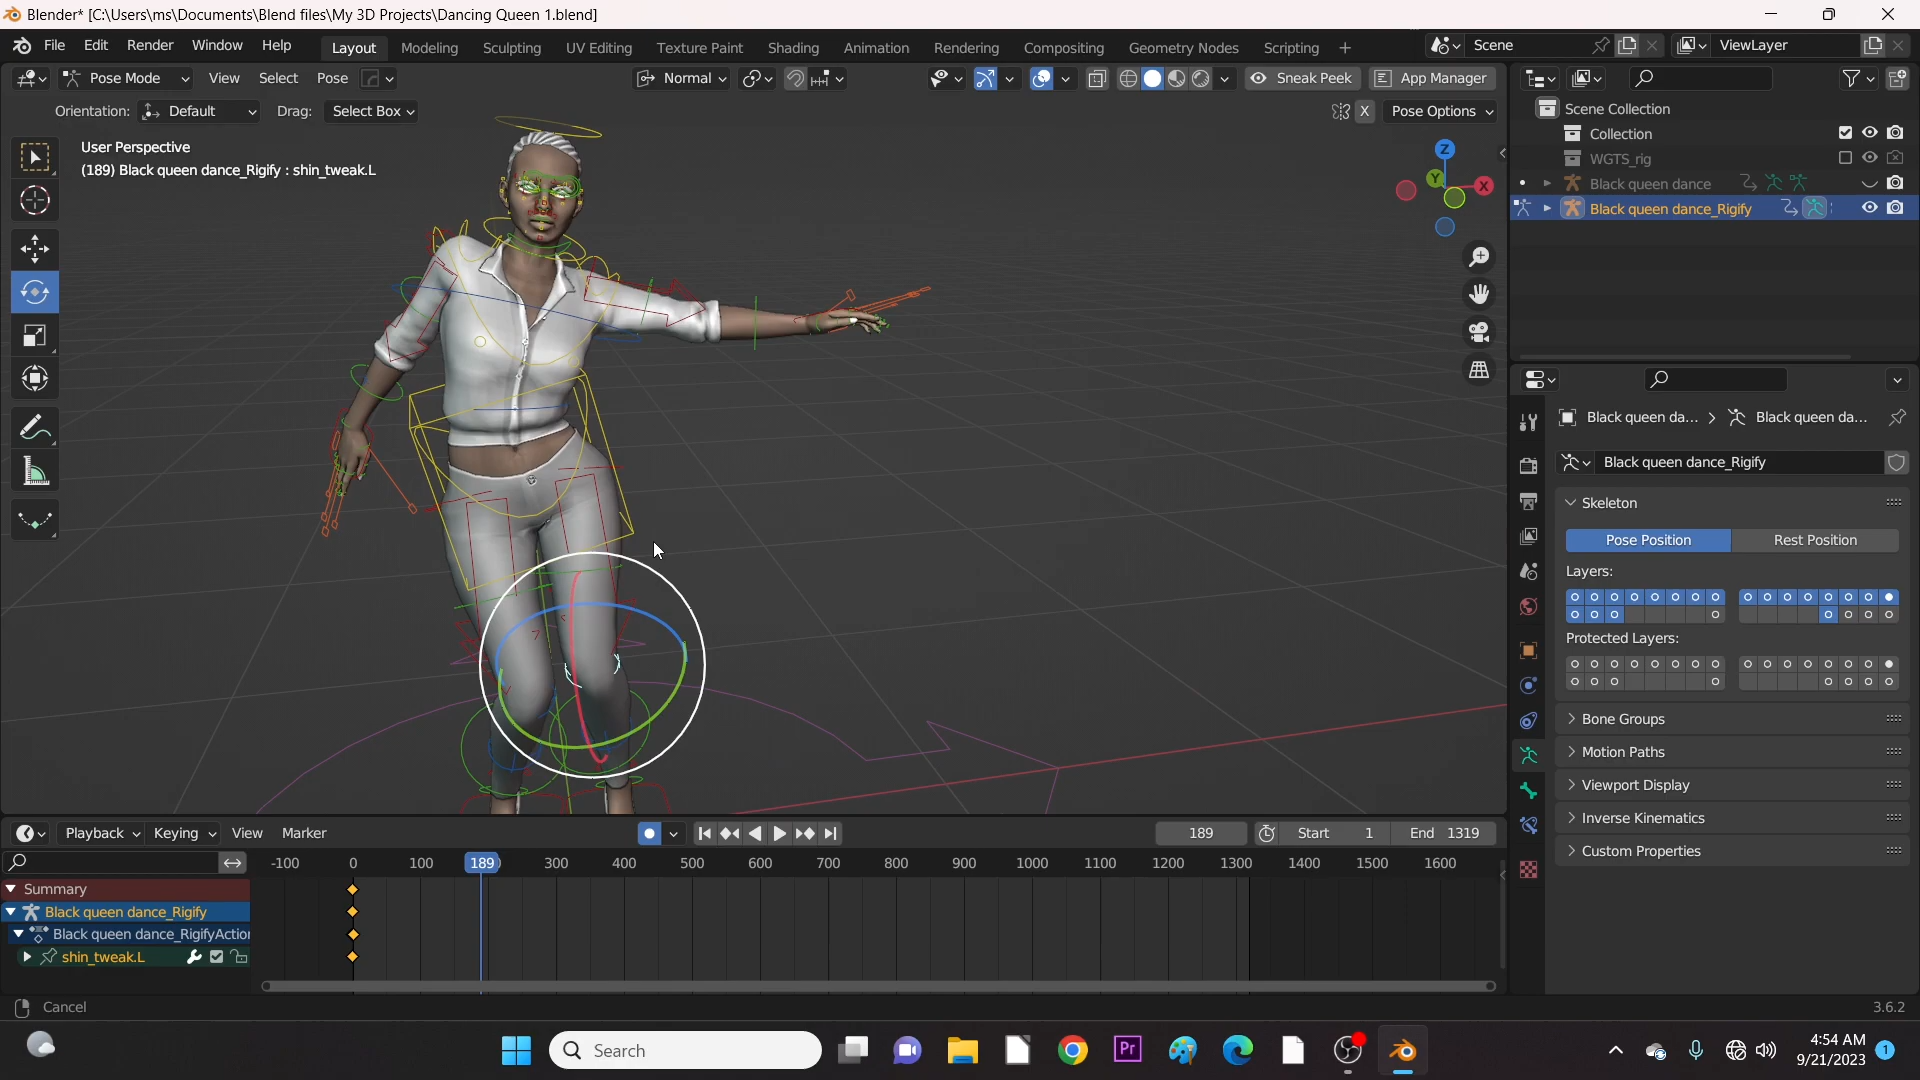 Blender* [C:\Users\ms\Documents\Blend files\My 3D Projects\Dancing Queen 1.blend]
File Edit Render Window Help Layout Modeling Sculpting UV Editing Texture Paint Shading Animation Rendering Compositing Geometry Nodes Scripting + Scene ViewLayer
Pose Mode View Select Pose Normal Sneak Peek App Manager
Orientation: Default Drag: Select Box X Pose Options
User Perspective
(189) Black queen dance_Rigify : shin_tweak.L
Z
Y
X
Scene Collection
Collection
WGTS_rig
Black queen dance
Black queen dance_Rigify
Black queen da... > Black queen da...
Black queen dance_Rigify
Skeleton
Pose Position Rest Position
Layers:
Protected Layers:
Bone Groups
Motion Paths
Viewport Display
Inverse Kinematics
Custom Properties
Playback Keying View Marker 189 Start 1 End 1319
-100 0 100 189 300 400 500 600 700 800 900 1000 1100 1200 1300 1400 1500 1600
Summary
Black queen dance_Rigify
Black queen dance_RigifyAction
shin_tweak.L
Cancel 3.6.2
Search Pr 4:54 AM
9/21/2023 1